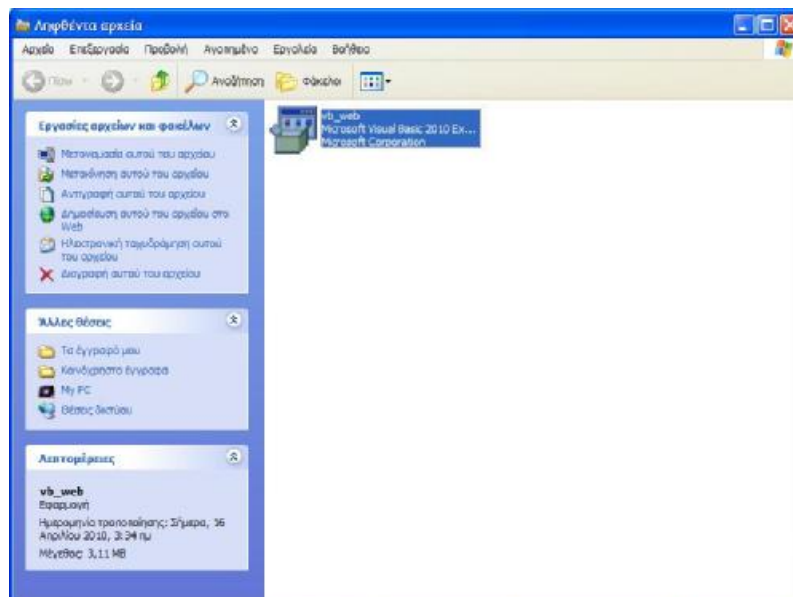 Ληφθέντα αρχεία
Αρχείο Επεξεργασία Προβολή Αγαπημένα Εργαλεία Βοήθεια
Πίσω Αναζήτηση Φάκελοι
Εργασίες αρχείων και φακέλων
Μετονομασία αυτού του αρχείου
Μετακίνηση αυτού του αρχείου
Αντιγραφή αυτού του αρχείου
Δημοσίευση αυτού του αρχείου στο
Web
Ηλεκτρονική ταχυδρόμηση αυτού
του αρχείου
Διαγραφή αυτού του αρχείου
Άλλες θέσεις
Τα έγγραφά μου
Κοινόχρηστα έγγραφα
My PC
Θέσεις δικτύου
Λεπτομέρειες
vb_web
Εφαρμογή
Ημερομηνία τροποποίησης: Σήμερα, 16
Απριλίου 2010, 3:34 πμ
Μέγεθος: 3,11 MB
vb_web
Microsoft Visual Basic 2010 Ex...
Microsoft Corporation